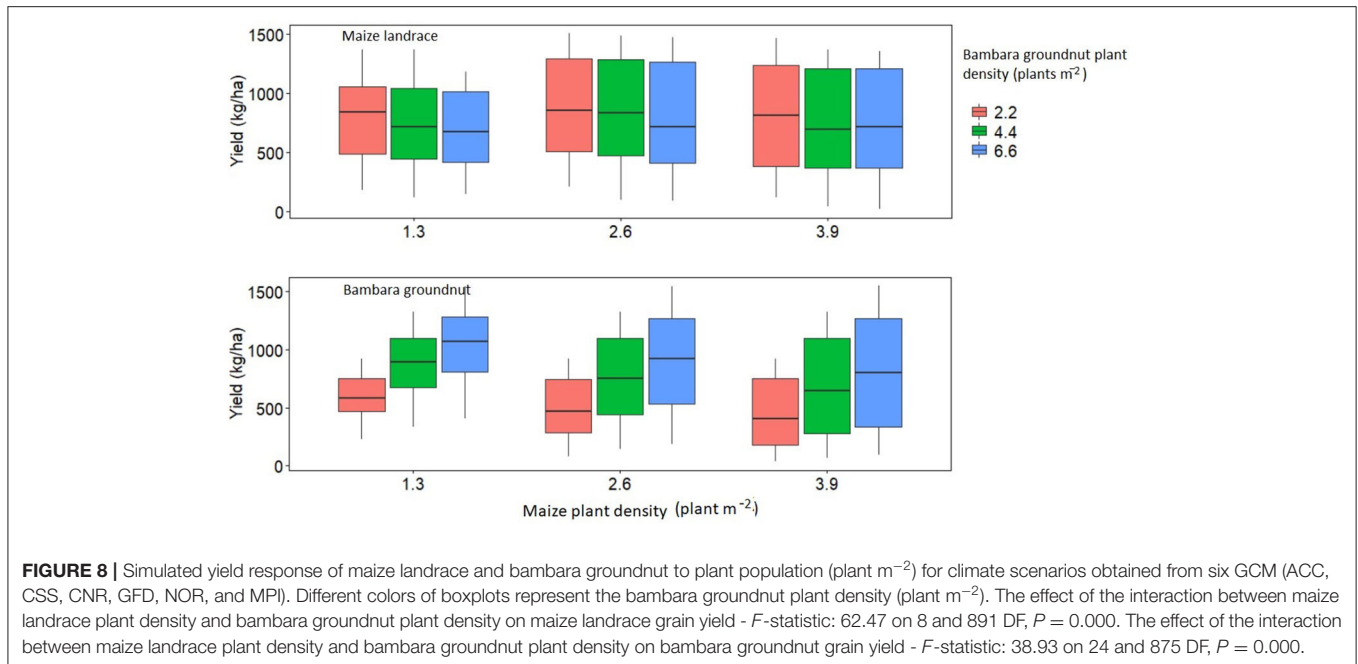 1500
1000
500
0
Yield (kg/ha)
Maize landrace
1.3
2.6
3.9
Bambara groundnut plant
density (plants m⁻²)
2.2
4.4
6.6
1500
1000
500
0
Yield (kg/ha)
Bambara groundnut
1.3
2.6
3.9
Maize plant density (plant m⁻²)
FIGURE 8 | Simulated yield response of maize landrace and bambara groundnut to plant population (plant m⁻²) for climate scenarios obtained from six GCM (ACC,
CSS, CNR, GFD, NOR, and MPI). Different colors of boxplots represent the bambara groundnut plant density (plant m⁻²). The effect of the interaction between maize
landrace plant density and bambara groundnut plant density on maize landrace grain yield - F-statistic: 62.47 on 8 and 891 DF, P = 0.000. The effect of the interaction
between maize landrace plant density and bambara groundnut plant density on bambara groundnut grain yield - F-statistic: 38.93 on 24 and 875 DF, P = 0.000.